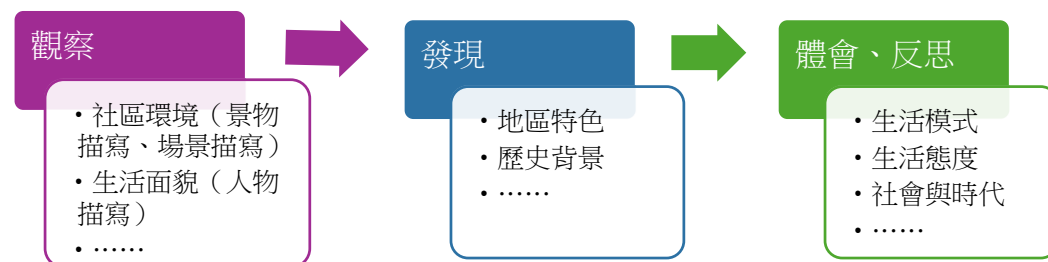 觀察
・社區環境（景物
描寫、場景描寫）
・生活面貌（人物
描寫）
・……
發現
・地區特色
・歷史背景
・……
體會、反思
・生活模式
・生活態度
・社會與時代
・……